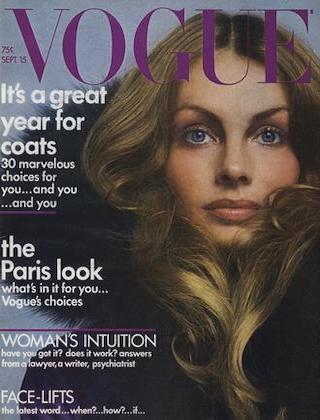 VOGUE
75¢
SEPT. 15
It's a great
year for
coats
30 marvelous
choices for
you...and you
...and you
the
Paris look
what's in it for you...
Vogue's choices
WOMAN'S INTUITION
have you got it? does it work? answers
from a lawyer, a writer, psychiatrist
FACE-LIFTS
the latest word...when?...how?...if...